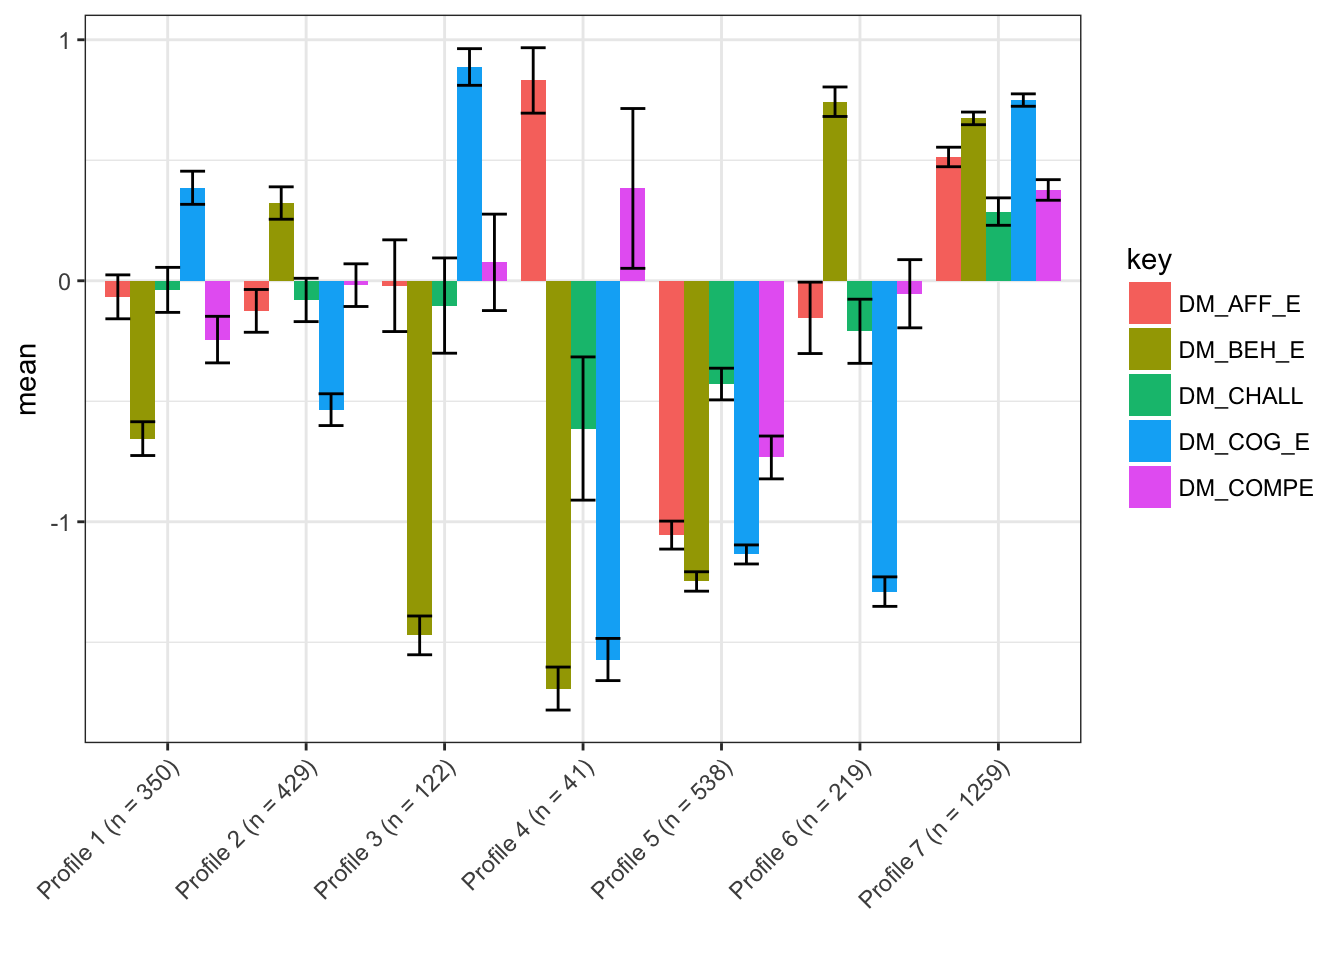 1
0
-1
mean
Profile 1 (n = 350)
Profile 2 (n = 429)
Profile 3 (n = 122)
Profile 4 (n = 41)
Profile 5 (n = 538)
Profile 6 (n = 219)
Profile 7 (n = 1259)
key
DM_AFF_E
DM_BEH_E
DM_CHALL
DM_COG_E
DM_COMPE